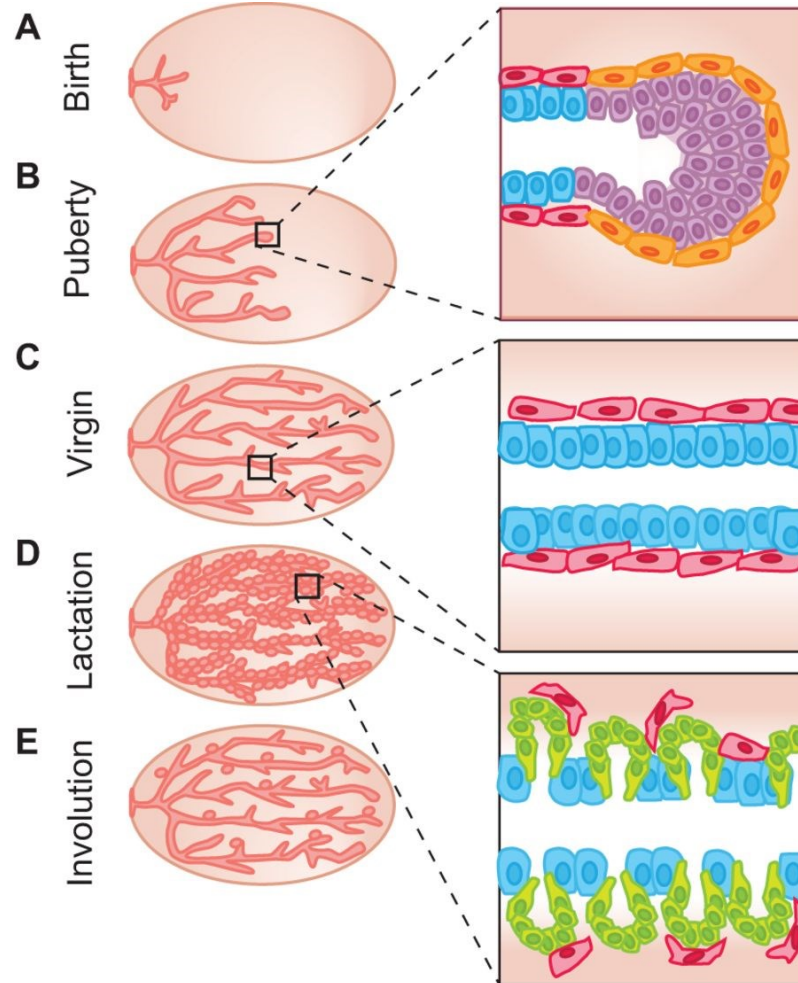 A
Birth
B
Puberty
C
Virgin
D
Lactation
E
Involution